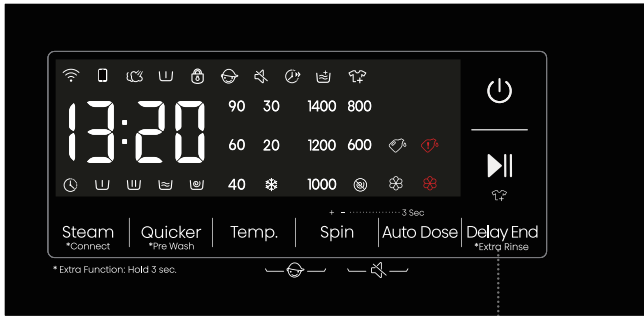 90 30 1400 800
13:20
60 20 1200 600
40 1000
+ - 3 Sec
Steam Quicker Temp. Spin Auto Dose Delay End
*Connect *Pre Wash *Extra Rinse
* Extra Function: Hold 3 sec.